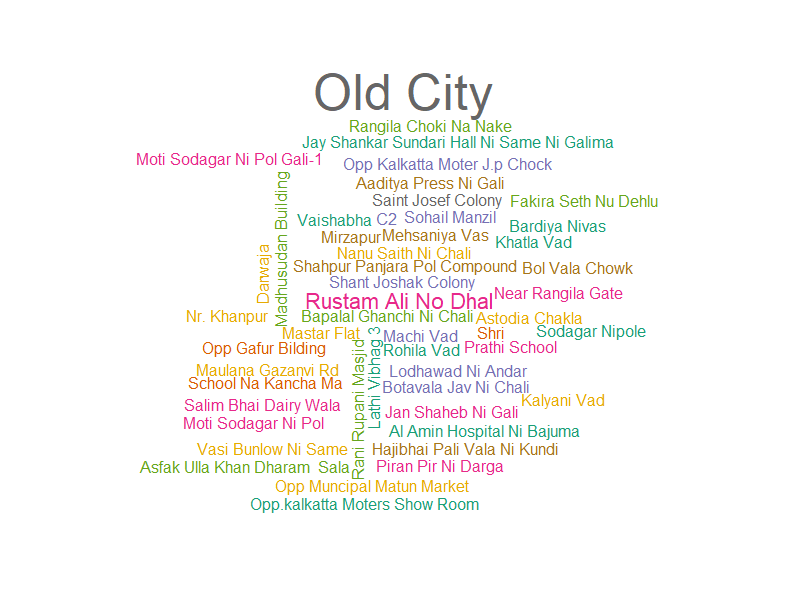 Old City
Rangila Choki Na Nake
Jay Shankar Sundari Hall Ni Same Ni Galima
Moti Sodagar Ni Pol Gali-1
Opp Kalkatta Moter J.p Chock
Aaditya Press Ni Gali
Saint Josef Colony
Fakira Seth Nu Dehlu
Madhusudan Building
Vaishabha
C2
Sohail Manzil
Bardiya Nivas
Mirzapur
Mehsaniya Vas
Khatla Vad
Nanu Saith Ni Chali
Darwaja
Shahpur Panjara Pol Compound
Bol Vala Chowk
Shant Joshak Colony
Near Rangila Gate
Rustam Ali No Dhal
Nr. Khanpur
Bapalal Ghanchi Ni Chali
Astodia Chakla
Mastar Flat
Machi Vad
Shri
Sodagar Nipole
Opp Gafur Bilding
Rani Rupani Masjid
Lathi Vibhag 3
Rohila Vad
Prathi School
Maulana Gazanvi Rd
Lodhawad Ni Andar
School Na Kancha Ma
Botavala Jav Ni Chali
Kalyani Vad
Salim Bhai Dairy Wala
Jan Shaheb Ni Gali
Moti Sodagar Ni Pol
Al Amin Hospital Ni Bajuma
Vasi Bunlow Ni Same
Hajibhai Pali Vala Ni Kundi
Asfak Ulla Khan Dharam  Sala
Piran Pir Ni Darga
Opp Muncipal Matun Market
Opp.kalkatta Moters Show Room